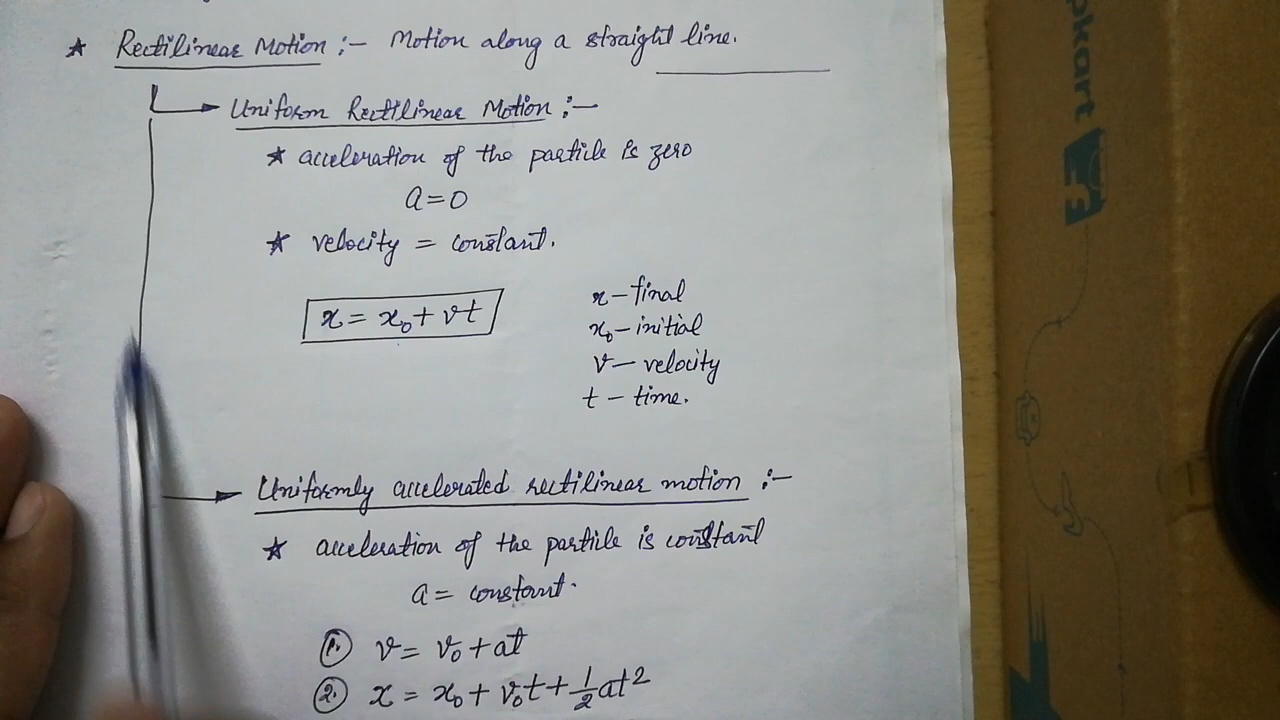 * Rectilinear Motion :- Motion along a straight line.
→ Uniform Rectilinear Motion :-
* acceleration of the particle is zero
a = 0
* velocity = constant.
x = x₀ + vt
x – final
x₀ – initial
v – velocity
t – time.
→ Uniformly accelerated rectilinear motion :-
* acceleration of the particle is constant
a = constant.
1. v = v₀ + at
2. x = x₀ + v₀t + ½at²
pkart